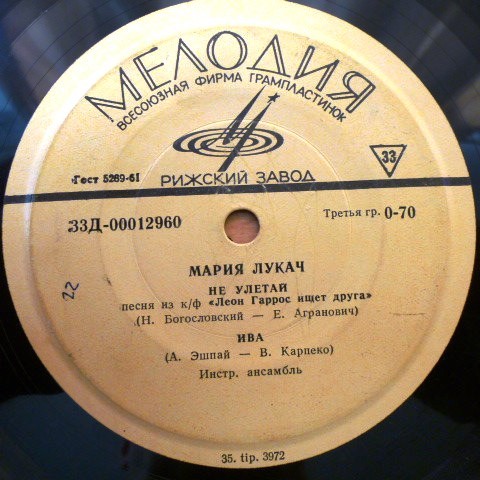 МЕЛОДИЯ
ВСЕСОЮЗНАЯ ФИРМА ГРАМПЛАСТИНОК
33
Гост 5289-61
РИЖСКИЙ ЗАВОД
33Д-00012960
Третья гр. 0-70
МАРИЯ ЛУКАЧ
НЕ УЛЕТАЙ
песня из к/ф «Леон Гаррос ищет друга»
(Н. Богословский — Е. Агранович)
ИВА
(А. Эшпай — В. Карпеко)
Инстр. ансамбль
22
35. tip. 3972